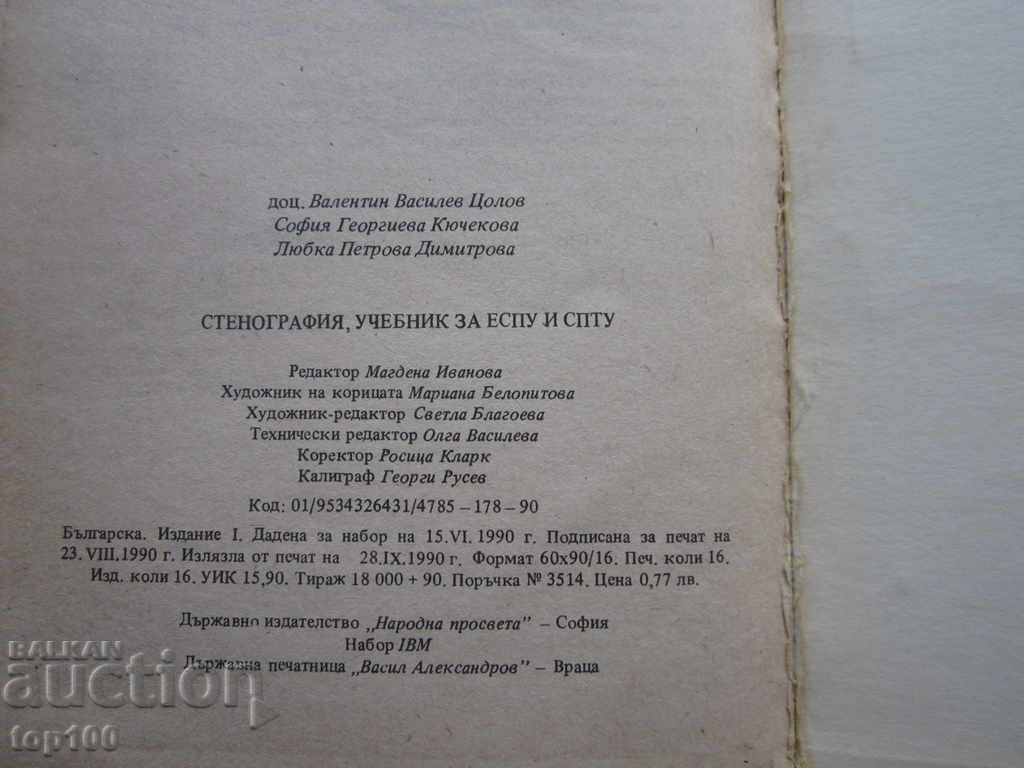 доц. Валентин Василев Цолов
София Георгиева Кючекова
Любка Петрова Димитрова
СТЕНОГРАФИЯ, УЧЕБНИК ЗА ЕСПУ И СПТУ
Редактор Магдена Иванова
Художник на корицата Мариана Белопитова
Художник-редактор Светла Благоева
Технически редактор Олга Василева
Коректор Росица Кларк
Калиграф Георги Русев
Код: 01/9534326431/4785 – 178 – 90
Българска. Издание I. Дадена за набор на 15.VI. 1990 г. Подписана за печат на
23. VIII.1990 г. Излязла от печат на 28.IX.1990 г. Формат 60х90/16. Печ. коли 16.
Изд. коли 16. УИК 15,90. Тираж 18 000 + 90. Поръчка № 3514. Цена 0,77 лв.
Държавно издателство „Народна просвета" – София
Набор IBM
Държавна печатница „Васил Александров" – Враца
BALKAN
auction
top100